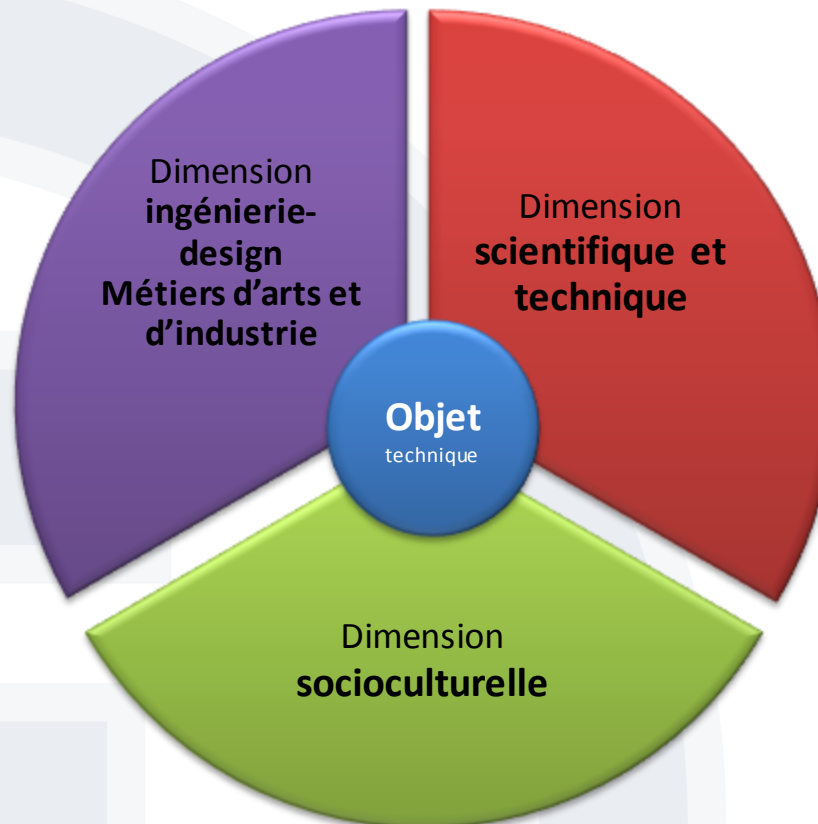 Dimension
ingénierie-
design
Métiers d’arts et
d’industrie
Dimension
scientifique et
technique
Objet
technique
Dimension
socioculturelle